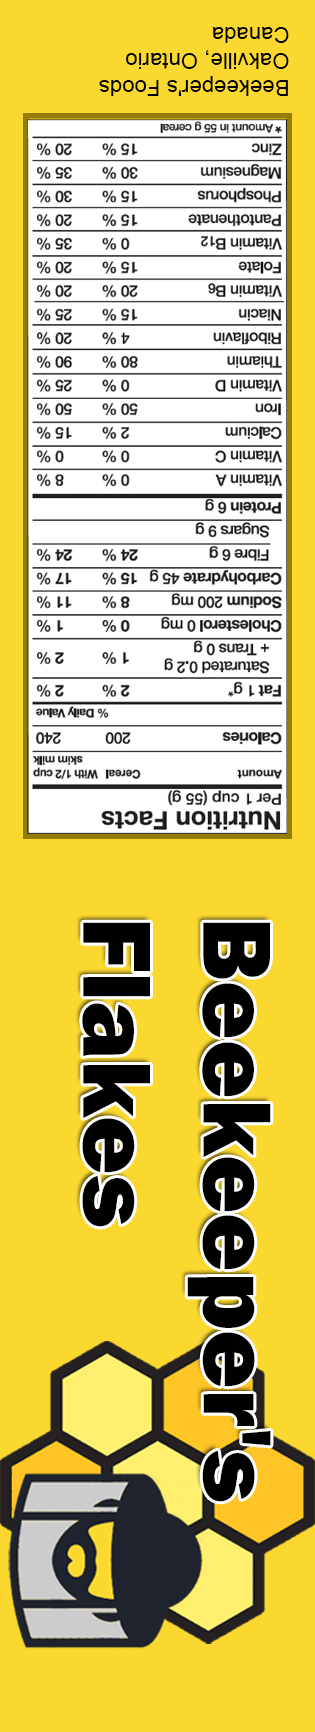 Beekeeper's
Flakes
Nutrition Facts
Per 1 cup (55 g)
Amount Cereal With 1/2 cup skim milk
Calories 200 240
% Daily Value
Fat 1 g* 2 % 2 %
Saturated 0.2 g
+ Trans 0 g 1 % 2 %
Cholesterol 0 mg 0 % 1 %
Sodium 200 mg 8 % 11 %
Carbohydrate 45 g 15 % 17 %
Fibre 6 g 24 % 24 %
Sugars 9 g
Protein 6 g
Vitamin A 0 % 8 %
Vitamin C 0 % 0 %
Calcium 2 % 15 %
Iron 50 % 50 %
Vitamin D 0 % 25 %
Thiamin 80 % 90 %
Riboflavin 4 % 20 %
Niacin 15 % 25 %
Vitamin B6 20 % 20 %
Folate 15 % 20 %
Vitamin B12 0 % 35 %
Pantothenate 15 % 20 %
Phosphorus 15 % 30 %
Magnesium 30 % 35 %
Zinc 15 % 20 %
* Amount in 55 g cereal
Beekeeper's Foods
Oakville, Ontario
Canada